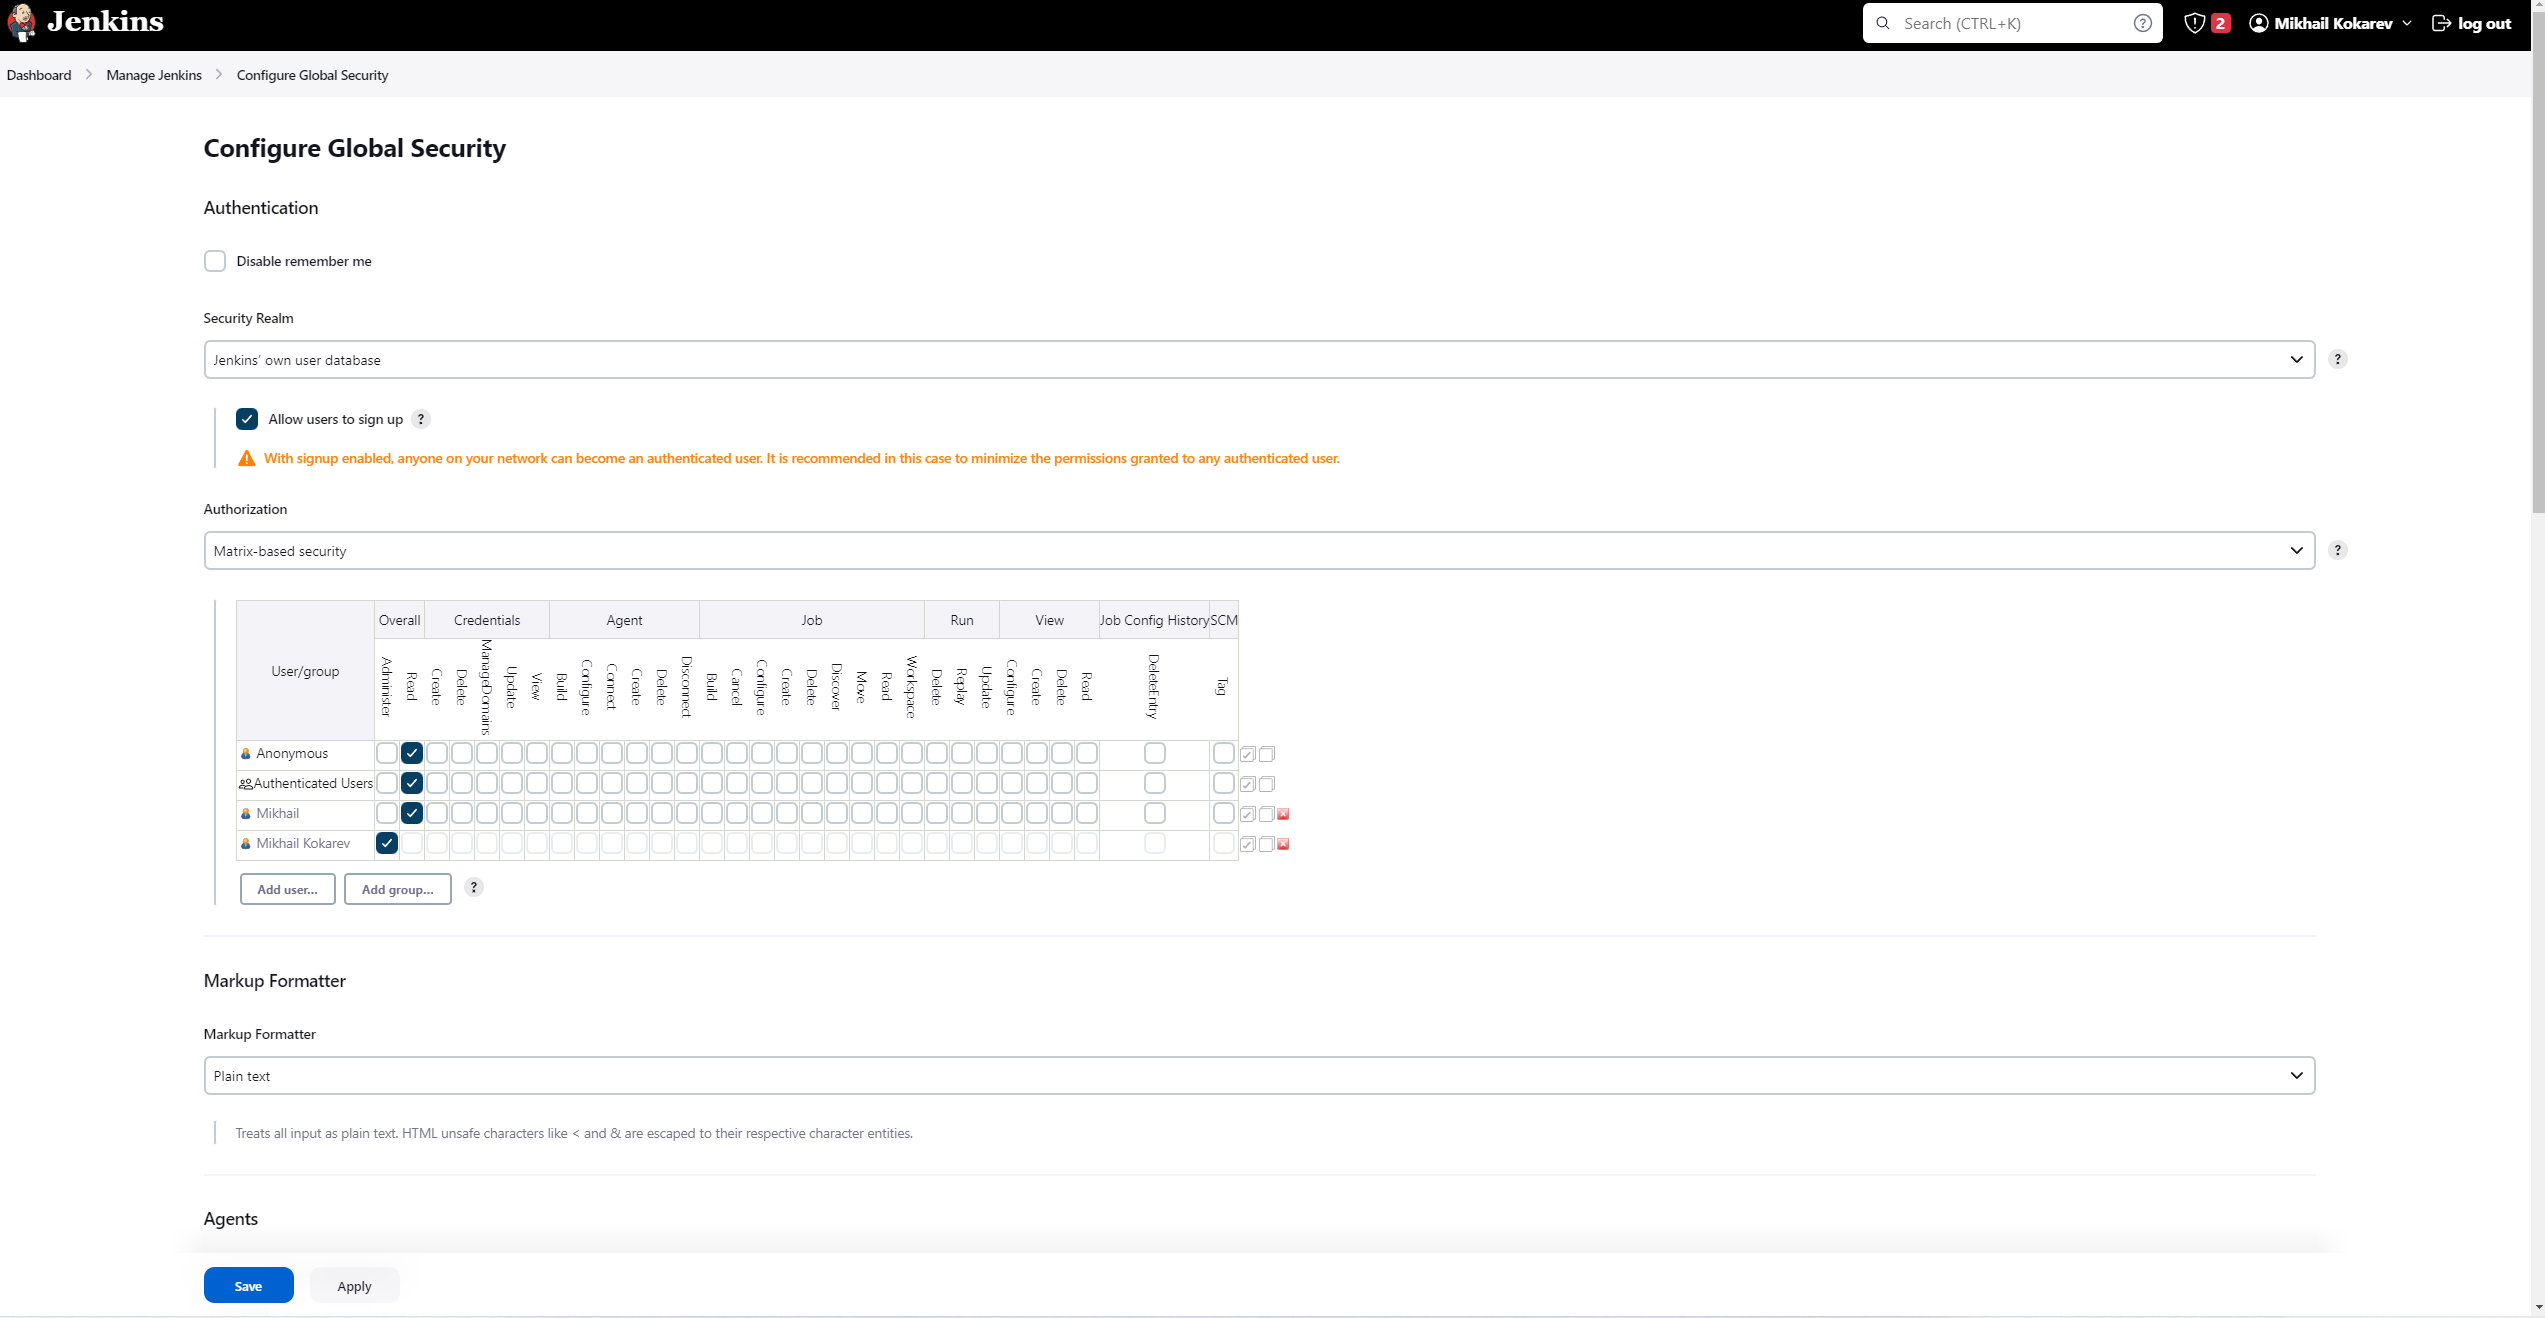 Jenkins
Search (CTRL+K)
?
2
Mikhail Kokarev
log out
Dashboard
Manage Jenkins
Configure Global Security
Configure Global Security
Authentication
Disable remember me
Security Realm
Jenkins' own user database
?
Allow users to sign up ?
With signup enabled, anyone on your network can become an authenticated user. It is recommended in this case to minimize the permissions granted to any authenticated user.
Authorization
Matrix-based security
?
User/group Overall Credentials Agent Job Run View Job Config History SCM
Administer Read Create Delete ManageDomains Update View Build Configure Connect Create Delete Disconnect Build Cancel Configure Create Delete Discover Move Read Workspace Delete Replay Update Configure Create Delete Read DeleteEntry Tag
Anonymous
Authenticated Users
Mikhail
Mikhail Kokarev
Add user...
Add group...
?
Markup Formatter
Markup Formatter
Plain text
Treats all input as plain text. HTML unsafe characters like < and & are escaped to their respective character entities.
Agents
Save
Apply